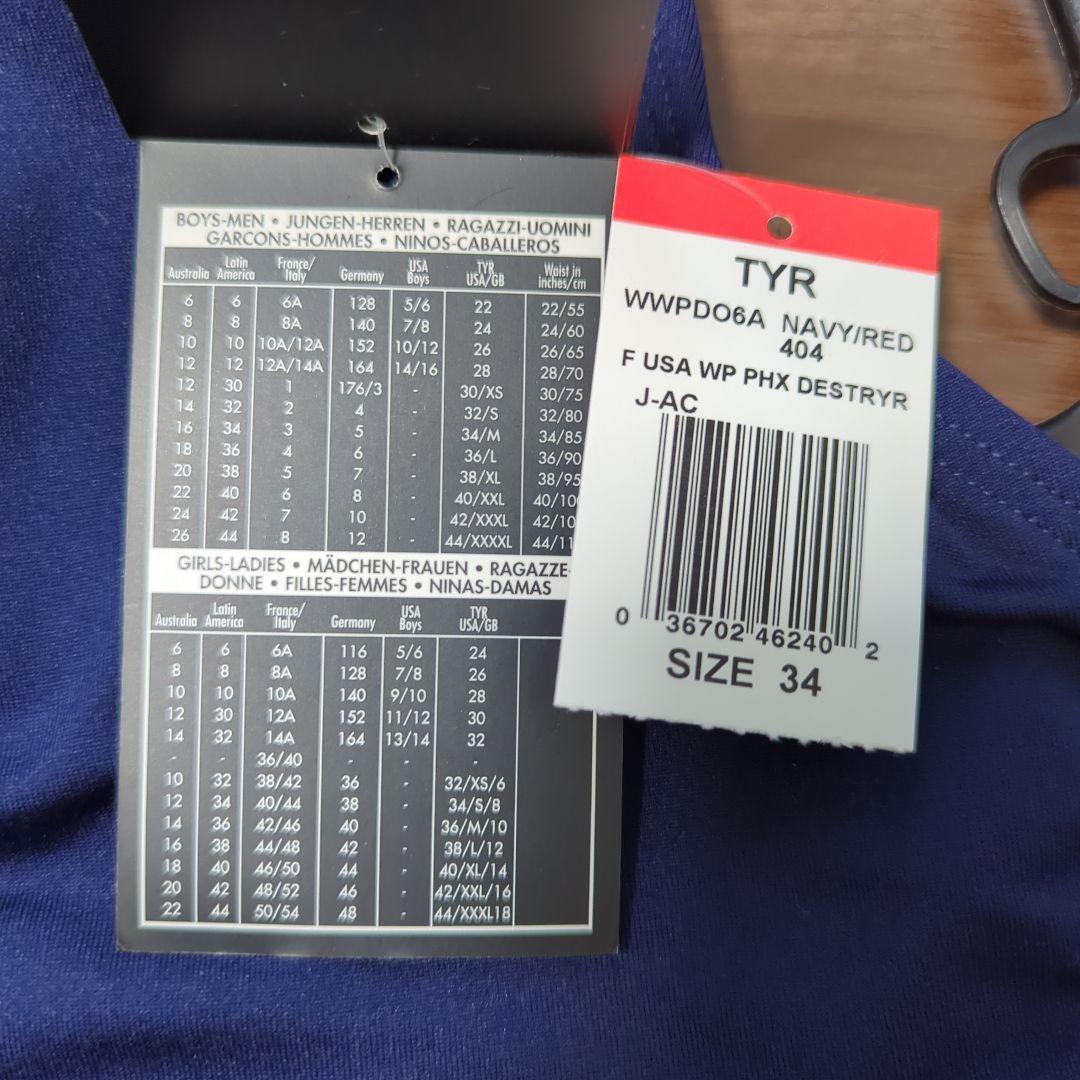 BOYS-MEN • JUNGEN-HERREN • RAGAZZI-UOMINI
GARCONS-HOMMES • NINOS-CABALLEROS
Australia Latin America France/Italy Germany USA Boys TYR USA/GB Waist in inches/cm
6 6 6A 128 5/6 22 22/55
8 8 8A 140 7/8 24 24/60
10 10 10A/12A 152 10/12 26 26/65
12 12 12A/14A 164 14/16 28 28/70
12 30 1 176/3 - 30/XS 30/75
14 32 2 4 - 32/S 32/80
16 34 3 5 - 34/M 34/85
18 36 4 6 - 36/L 36/90
20 38 5 7 - 38/XL 38/95
22 40 6 8 - 40/XXL 40/10
24 42 7 10 - 42/XXXL 42/10
26 44 8 12 - 44/XXXXL 44/11
GIRLS-LADIES • MÄDCHEN-FRAUEN • RAGAZZE-
DONNE • FILLES-FEMMES • NINAS-DAMAS
Australia Latin America France/Italy Germany USA Boys TYR USA/GB
6 6 6A 116 5/6 24
8 8 8A 128 7/8 26
10 10 10A 140 9/10 28
12 30 12A 152 11/12 30
14 32 14A 164 13/14 32
- - 36/40 - - -
10 32 38/42 36 - 32/XS/6
12 34 40/44 38 - 34/S/8
14 36 42/46 40 - 36/M/10
16 38 44/48 42 - 38/L/12
18 40 46/50 44 - 40/XL/14
20 42 48/52 46 - 42/XXL/16
22 44 50/54 48 - 44/XXXL18
TYR
WWPDO6A NAVY/RED
404
F USA WP PHX DESTRYR
J-AC
0 36702 46240 2
SIZE 34